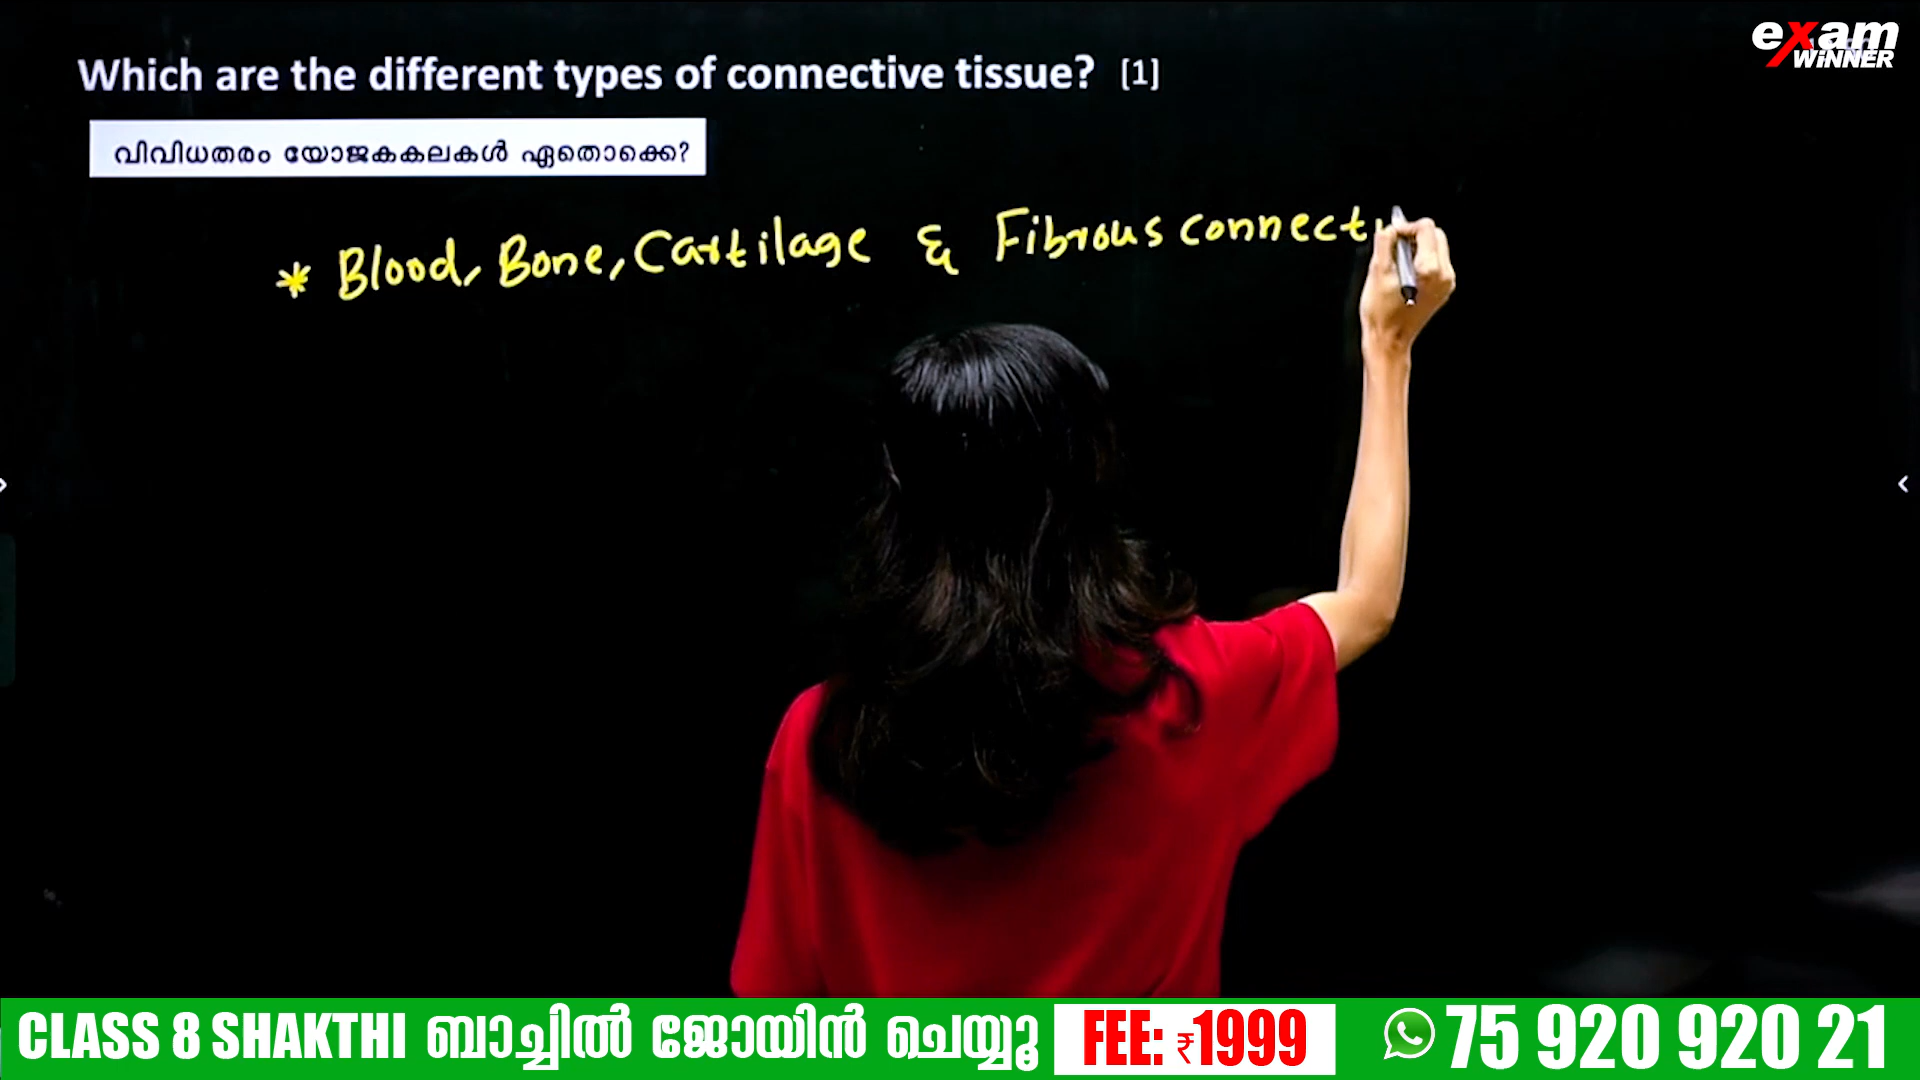 exam
WiNNER
Which are the different types of connective tissue? [1]
വിവിധതരം യോജകകലകൾ ഏതൊക്കെ?
* Blood, Bone, Cartilage & Fibrous connect
CLASS 8 SHAKTHI ബാച്ചിൽ ജോയിൻ ചെയ്യൂ FEE: ₹1999 75 920 920 21